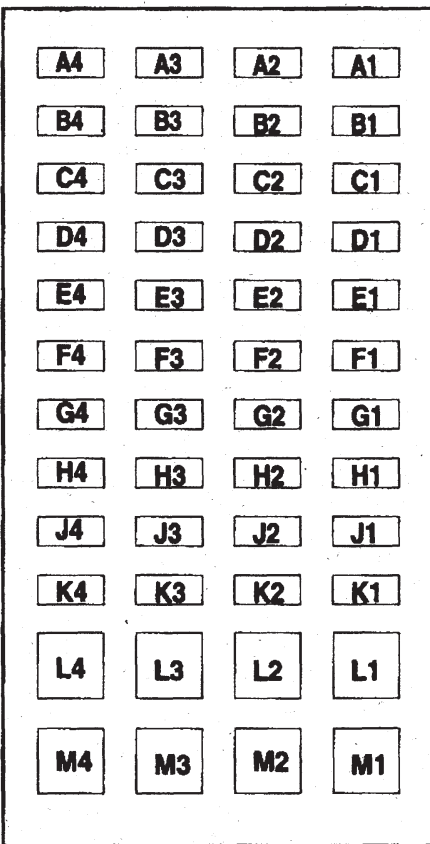 A4 A3 A2 A1
B4 B3 B2 B1
C4 C3 C2 C1
D4 D3 D2 D1
E4 E3 E2 E1
F4 F3 F2 F1
G4 G3 G2 G1
H4 H3 H2 H1
J4 J3 J2 J1
K4 K3 K2 K1
L4 L3 L2 L1
M4 M3 M2 M1